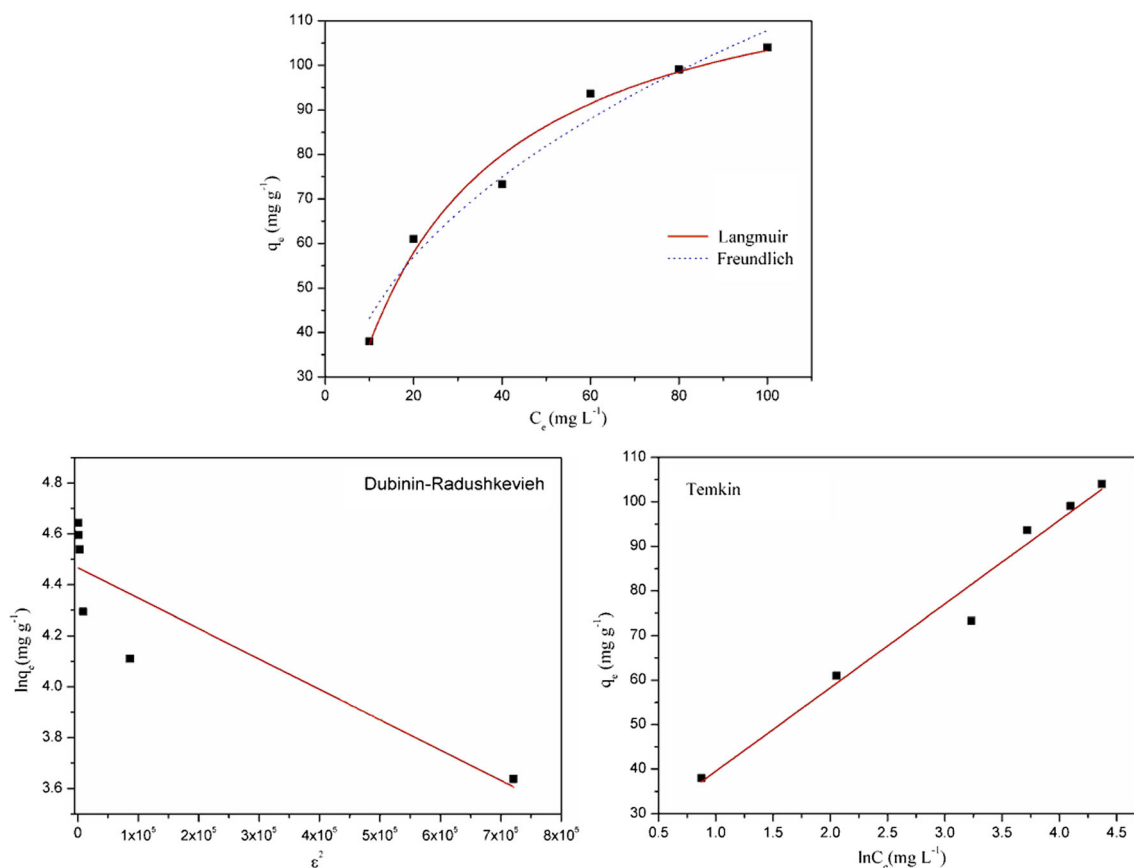 110
100
90
80
70
60
50
40
30
qₑ (mg g⁻¹)
Langmuir
Freundlich
0 20 40 60 80 100
Cₑ (mg L⁻¹)
4.8
4.6
4.4
4.2
4.0
3.8
3.6
lnqₑ(mg g⁻¹)
Dubinin-Radushkevieh
0 1x10⁵ 2x10⁵ 3x10⁵ 4x10⁵ 5x10⁵ 6x10⁵ 7x10⁵ 8x10⁵
ε²
110
100
90
80
70
60
50
40
30
qₑ (mg g⁻¹)
Temkin
0.5 1.0 1.5 2.0 2.5 3.0 3.5 4.0 4.5
lnCₑ(mg L⁻¹)